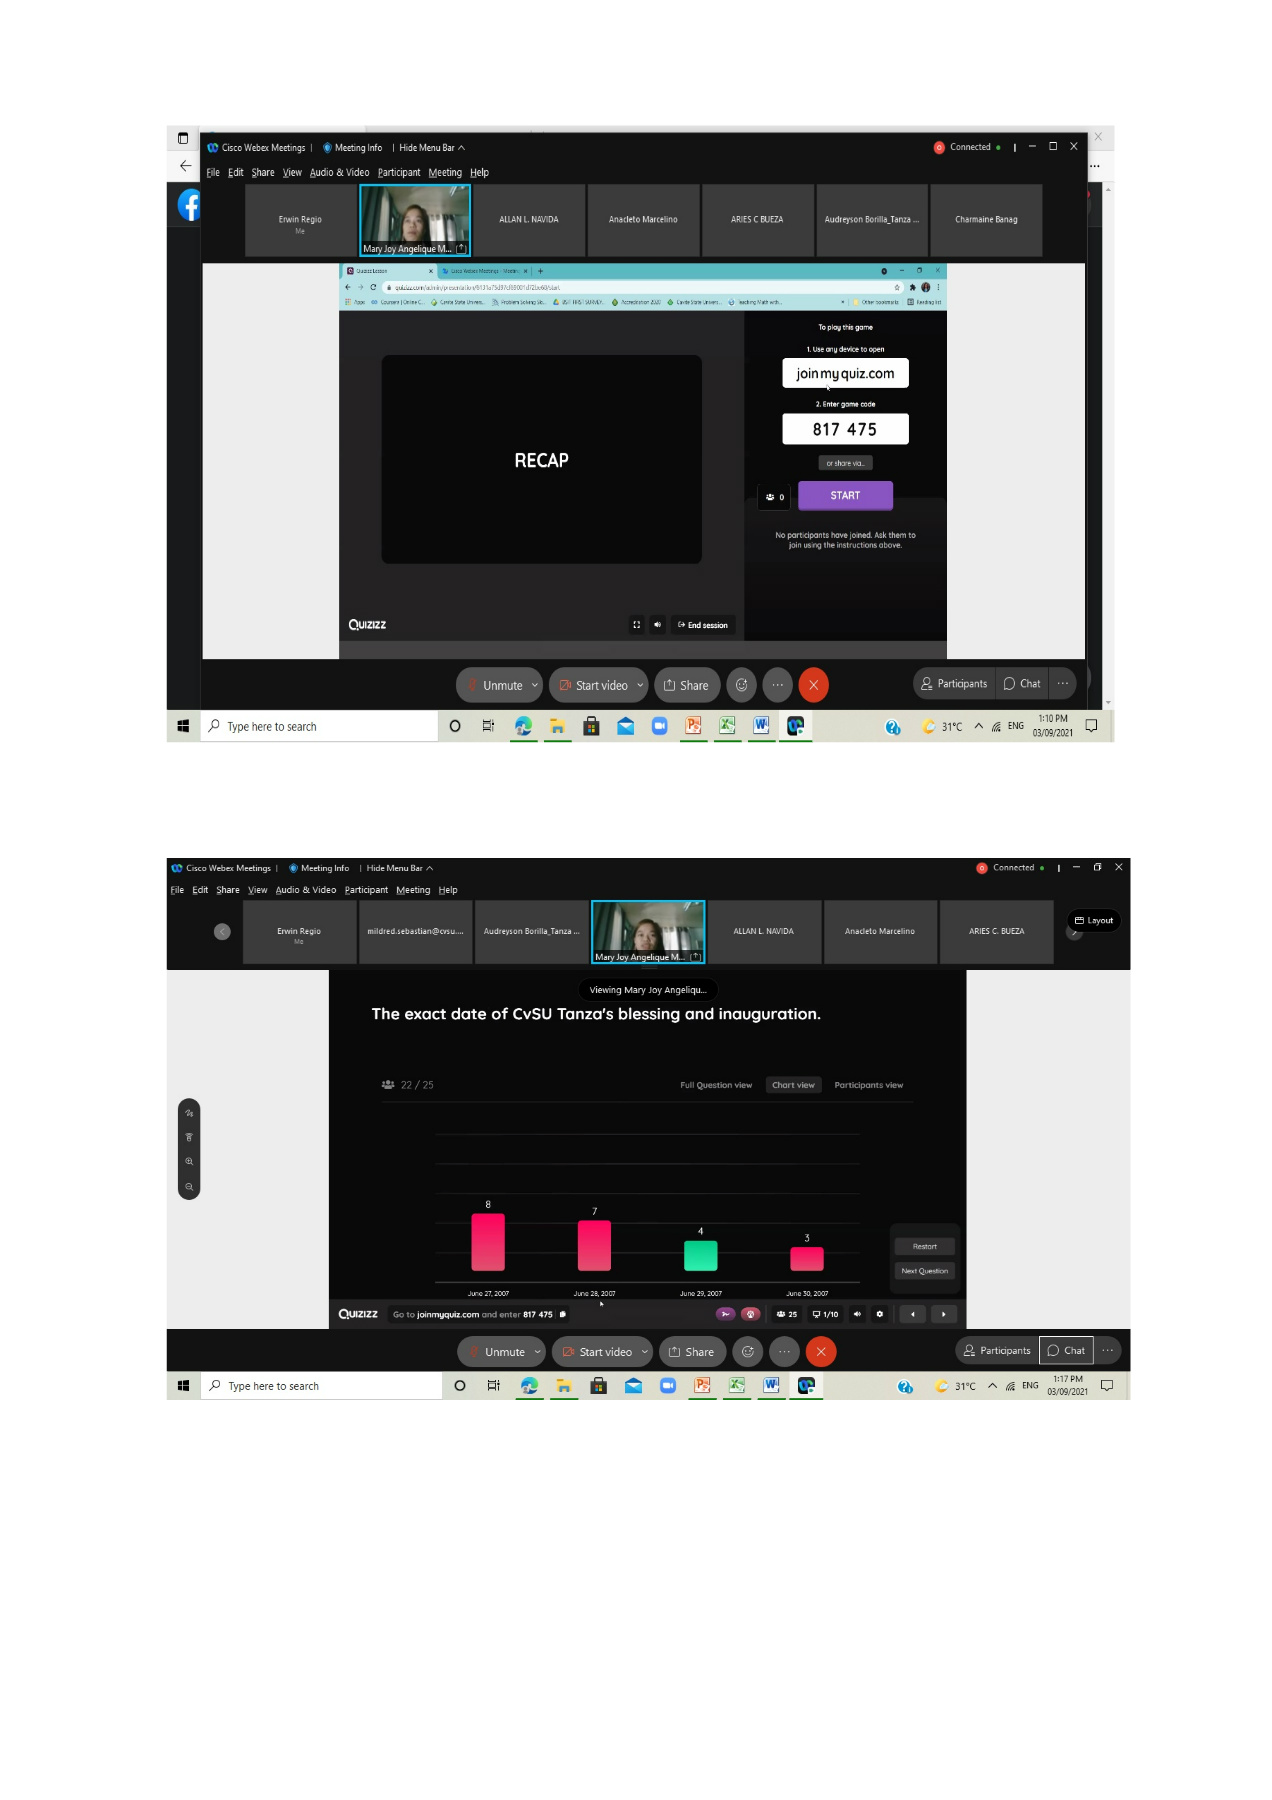 Cisco Webex Meetings | Meeting Info | Hide Menu Bar
Connected
File Edit Share View Audio & Video Participant Meeting Help
Erwin Regio
Me
Mary Joy Angelique M...
ALLAN L. NAVIDA
Anacleto Marcelino
ARIES C BUEZA
Audreyson Borilla_Tanza ...
Charmaine Banag
Quizizz Lesson
Cisco Webex Meetings - Meetin...
Apps
Other bookmarks
Reading list
To play this game
1. Use any device to open
joinmyquiz.com
2. Enter game code
817 475
or share via...
0
START
No participants have joined. Ask them to
join using the instructions above.
RECAP
Quizizz
End session
Unmute
Start video
Share
Participants
Chat
Type here to search
31°C
ENG
1:10 PM
03/09/2021
Cisco Webex Meetings | Meeting Info | Hide Menu Bar
Connected
File Edit Share View Audio & Video Participant Meeting Help
Erwin Regio
Me
mildred.sebastian@cvsu....
Audreyson Borilla_Tanza ...
Mary Joy Angelique M...
ALLAN L. NAVIDA
Anacleto Marcelino
ARIES C. BUEZA
Layout
Viewing Mary Joy Angeliqu...
The exact date of CvSU Tanza's blessing and inauguration.
22 / 25
Full Question view Chart view Participants view
8
7
4
3
June 27, 2007
June 28, 2007
June 29, 2007
June 30, 2007
Restart
Next Question
Quizizz
Go to joinmyquiz.com and enter 817 475
25
1/10
Unmute
Start video
Share
Participants
Chat
Type here to search
31°C
ENG
1:17 PM
03/09/2021